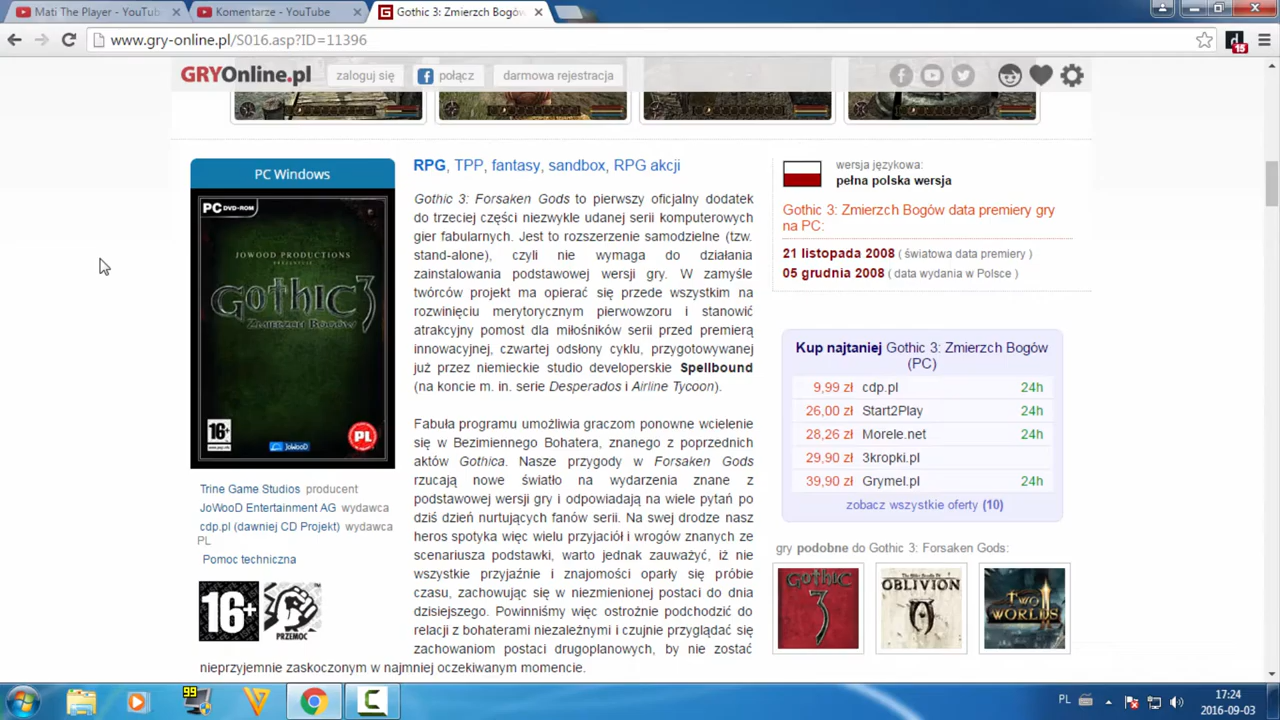 Mati The Player - YouTub
Komentarze - YouTube
Gothic 3: Zmierzch Bogów
www.gry-online.pl/S016.asp?ID=11396
15
GRYOnline.pl
zaloguj się
połącz
darmowa rejestracja
PC Windows
PC DVD-ROM
JOWOOD PRODUCTIONS
GOTHIC 3
ZMIERZCH BOGÓW
16+
JoWooD
PL
Trine Game Studios producent
JoWooD Entertainment AG wydawca
cdp.pl (dawniej CD Projekt) wydawca
PL
Pomoc techniczna
16+
PRZEMOC
RPG, TPP, fantasy, sandbox, RPG akcji
Gothic 3: Forsaken Gods to pierwszy oficjalny dodatek
do trzeciej części niezwykle udanej serii komputerowych
gier fabularnych. Jest to rozszerzenie samodzielne (tzw.
stand-alone), czyli nie wymaga do działania
zainstalowania podstawowej wersji gry. W zamyśle
twórców projekt ma opierać się przede wszystkim na
rozwinięciu merytorycznym pierwowzoru i stanowić
atrakcyjny pomost dla miłośników serii przed premierą
innowacyjnej, czwartej odsłony cyklu, przygotowywanej
już przez niemieckie studio developerskie Spellbound
(na koncie m. in. serie Desperados i Airline Tycoon).
Fabuła programu umożliwia graczom ponowne wcielenie
się w Bezimiennego Bohatera, znanego z poprzednich
aktów Gothica. Nasze przygody w Forsaken Gods
rzucają nowe światło na wydarzenia znane z
podstawowej wersji gry i odpowiadają na wiele pytań po
dziś dzień nurtujących fanów serii. Na swej drodze nasz
heros spotyka więc wielu przyjaciół i wrogów znanych ze
scenariusza podstawki, warto jednak zauważyć, iż nie
wszystkie przyjaźnie i znajomości oparły się próbie
czasu, zachowując się w niezmienionej postaci do dnia
dzisiejszego. Powinniśmy więc ostrożnie podchodzić do
relacji z bohaterami niezależnymi i czujnie przyglądać się
zachowaniom postaci drugoplanowych, by nie zostać
nieprzyjemnie zaskoczonym w najmniej oczekiwanym momencie.
wersja językowa:
pełna polska wersja
Gothic 3: Zmierzch Bogów data premiery gry
na PC:
21 listopada 2008 ( światowa data premiery )
05 grudnia 2008 ( data wydania w Polsce )
Kup najtaniej Gothic 3: Zmierzch Bogów
(PC)
9,99 zł cdp.pl 24h
26,00 zł Start2Play 24h
28,26 zł Morele.net 24h
29,90 zł 3kropki.pl
39,90 zł Grymel.pl 24h
zobacz wszystkie oferty (10)
gry podobne do Gothic 3: Forsaken Gods:
GOTHIC 3
OBLIVION
TWO WORLDS II
99
PL
17:24
2016-09-03